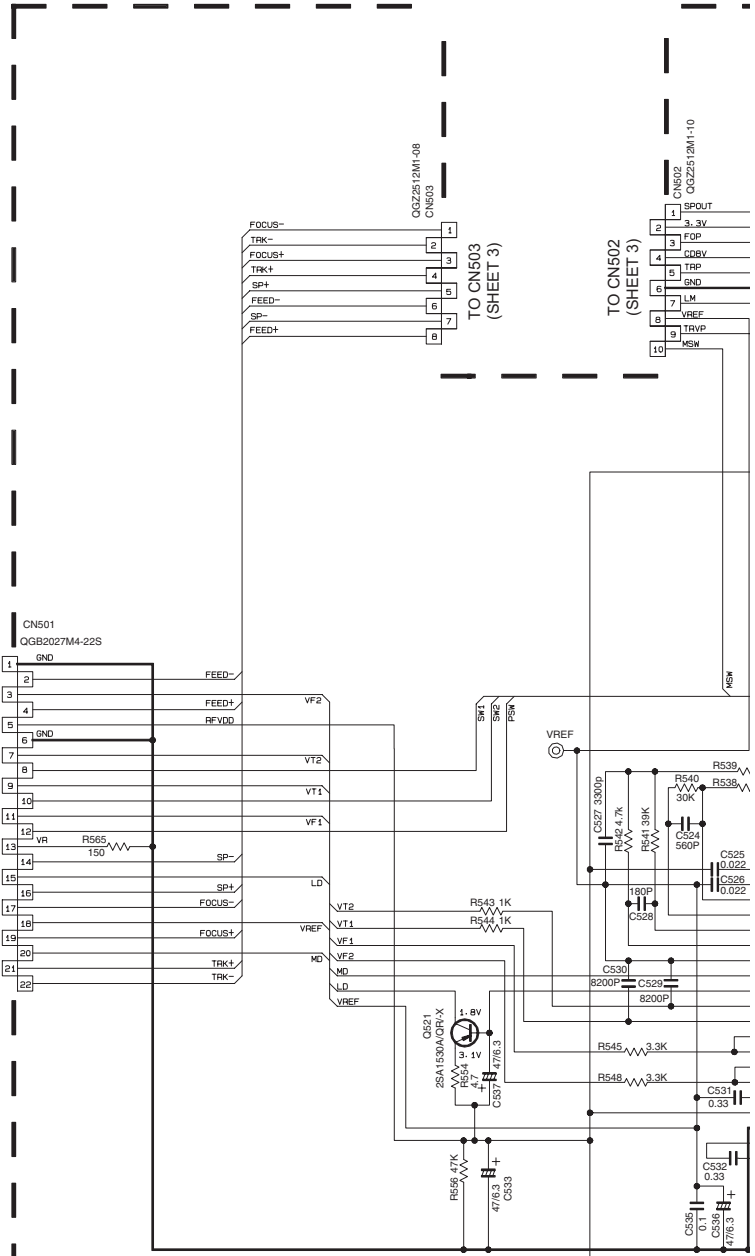 QGZ2512M1-08
CN503
FOCUS-
TRK-
FOCUS+
TRK+
SP+
FEED-
SP-
FEED+
1
2
3
4
5
6
7
8
TO CN503
(SHEET 3)
TO CN502
(SHEET 3)
CN502
QGZ2512M1-10
1
2
3
4
5
6
7
8
9
10
SPOUT
3.3V
FOP
CDBV
TRP
GND
LM
VREF
TRVP
MSW
CN501
QGB2027M4-22S
1 GND
2 FEED-
3 VF2
4 FEED+
5 RFVDD
6 GND
7 VT2
8
9 VT1
10
11 VF1
12
13 VR
R565
150
14 SP-
15 LD
16 SP+
17 FOCUS-
18 VREF
19 FOCUS+
20 MD
21 TRK+
22 TRK-
SW1
SW2
PSW
MSW
VREF
VT2
VT1
VF1
VF2
MD
LD
VREF
R543 1K
R544 1K
C527 3300p
R542 4.7k
R541 39K
R539
R538
R540
30K
C524
560P
C525
0.022
C526
0.022
180P
C528
C530
8200P
C529
8200P
Q521
2SA1530A/QR/-X
1.8V
3.1V
R554
4.7
47/6.3
C537
R545 3.3K
R548 3.3K
C531
0.33
C532
0.33
R556 47K
47/6.3
C533
C535
0.1
C536
47/6.3
+
+
+